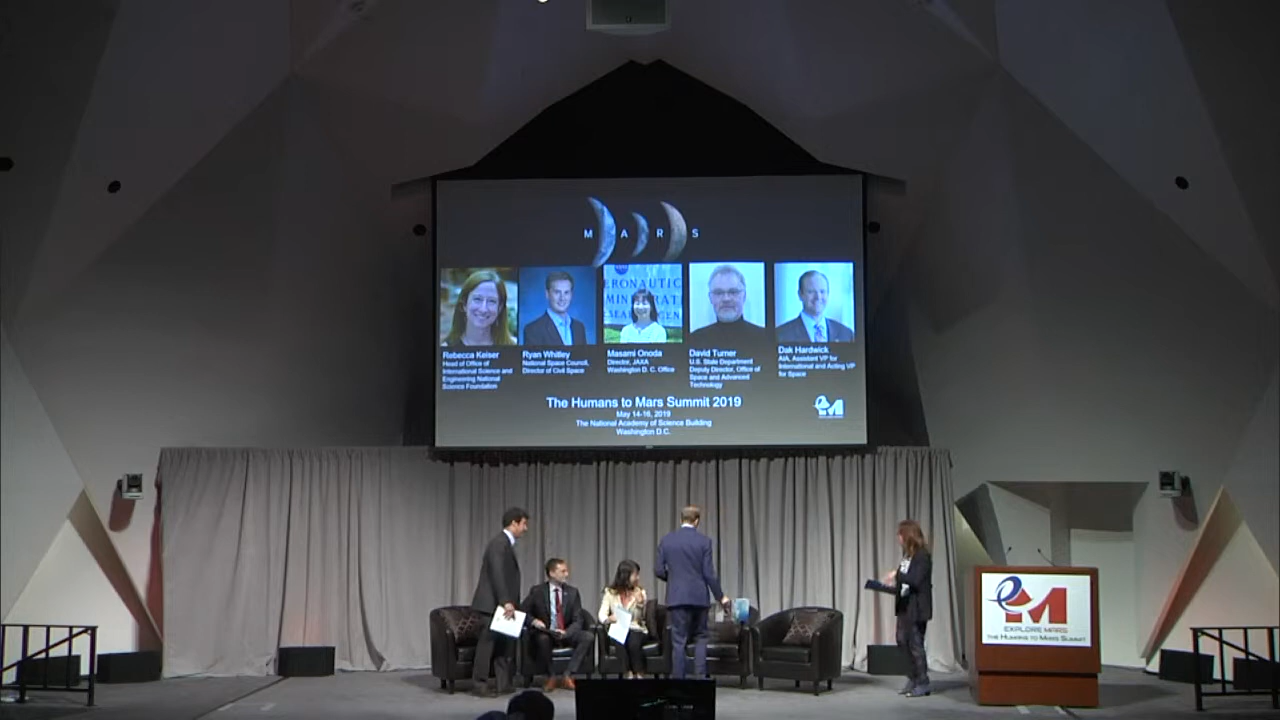 M A R S
ERONAUTIC
MINISTRATI
Rebecca Keiser
Head of Office of
International Science and
Engineering National
Science Foundation
Ryan Whitley
National Space Council,
Director of Civil Space
Masami Onoda
Director, JAXA
Washington D. C. Office
David Turner
U.S. State Department
Deputy Director, Office of
Space and Advanced
Technology
Dak Hardwick
AIA, Assistant VP for
International and Acting VP
for Space
The Humans to Mars Summit 2019
May 14-16, 2019
The National Academy of Science Building
Washington D.C.
eM
EXPLORE MARS
THE HUMANS TO MARS SUMMIT